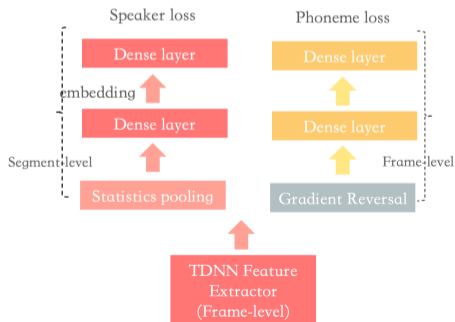 Speaker loss
Phoneme loss
Dense layer
Dense layer
embedding
Dense layer
Dense layer
Segment-level
Frame-level
Statistics pooling
Gradient Reversal
TDNN Feature
Extractor
(Frame-level)